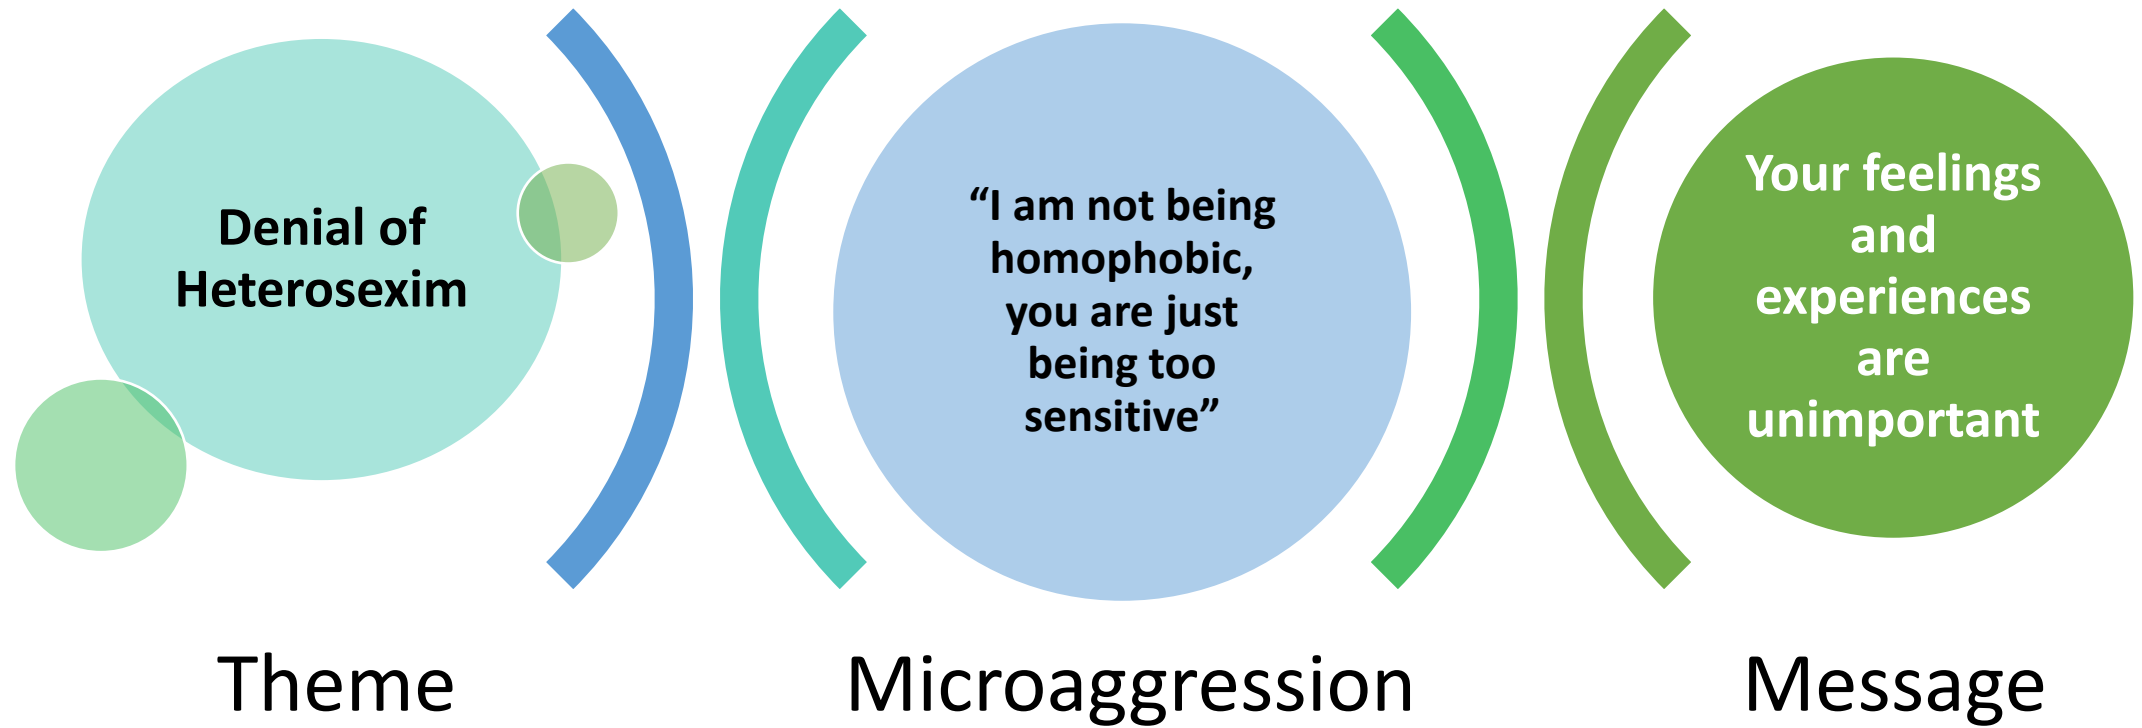 Denial of
Heterosexim
“I am not being
homophobic,
you are just
being too
sensitive”
Your feelings
and
experiences
are
unimportant
Theme
Microaggression
Message